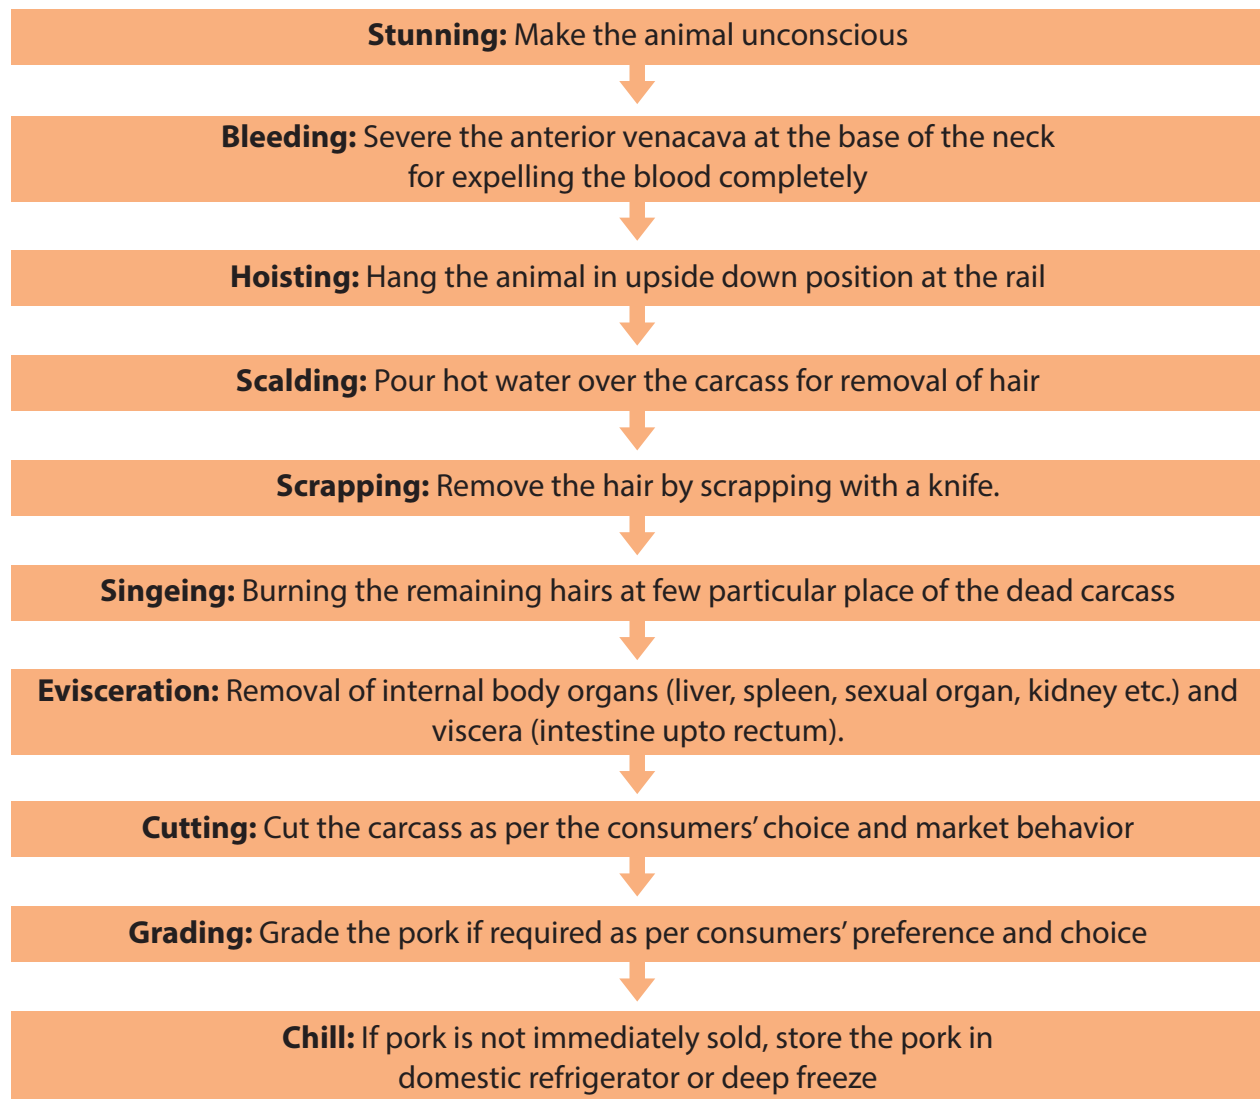 Stunning: Make the animal unconscious
Bleeding: Severe the anterior venacava at the base of the neck
for expelling the blood completely
Hoisting: Hang the animal in upside down position at the rail
Scalding: Pour hot water over the carcass for removal of hair
Scrapping: Remove the hair by scrapping with a knife.
Singeing: Burning the remaining hairs at few particular place of the dead carcass
Evisceration: Removal of internal body organs (liver, spleen, sexual organ, kidney etc.) and
viscera (intestine upto rectum).
Cutting: Cut the carcass as per the consumers’ choice and market behavior
Grading: Grade the pork if required as per consumers’ preference and choice
Chill: If pork is not immediately sold, store the pork in
domestic refrigerator or deep freeze